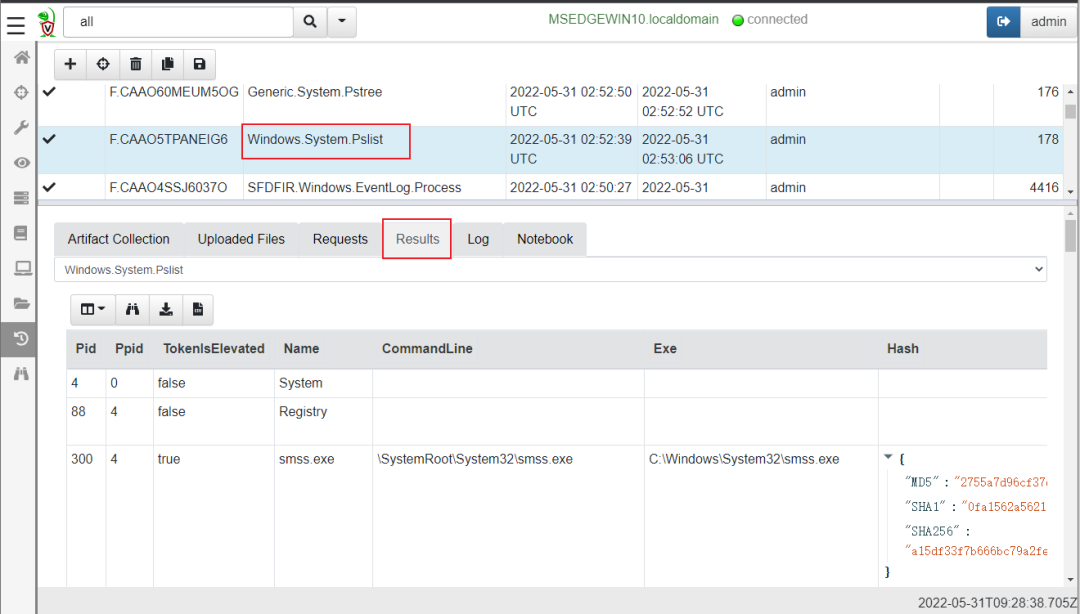 all
MSEDGEWIN10.localdomain connected
admin
F.CAAO60MEUM5OG Generic.System.Pstree 2022-05-31 02:52:50 UTC 2022-05-31 02:52:52 UTC admin 176
F.CAAO5TPANEIG6 Windows.System.Pslist 2022-05-31 02:52:39 UTC 2022-05-31 02:53:06 UTC admin 178
F.CAAO4SSJ6037O SFDFIR.Windows.EventLog.Process 2022-05-31 02:50:27 2022-05-31 admin 4416
Artifact Collection Uploaded Files Requests Results Log Notebook
Windows.System.Pslist
Pid Ppid TokenIsElevated Name CommandLine Exe Hash
4 0 false System
88 4 false Registry
300 4 true smss.exe \SystemRoot\System32\smss.exe C:\Windows\System32\smss.exe {
"MD5" : "2755a7d96cf37
"SHA1" : "0fa1562a5621
"SHA256" :
"a15df33f7b666bc79a2fe
}
2022-05-31T09:28:38.705Z